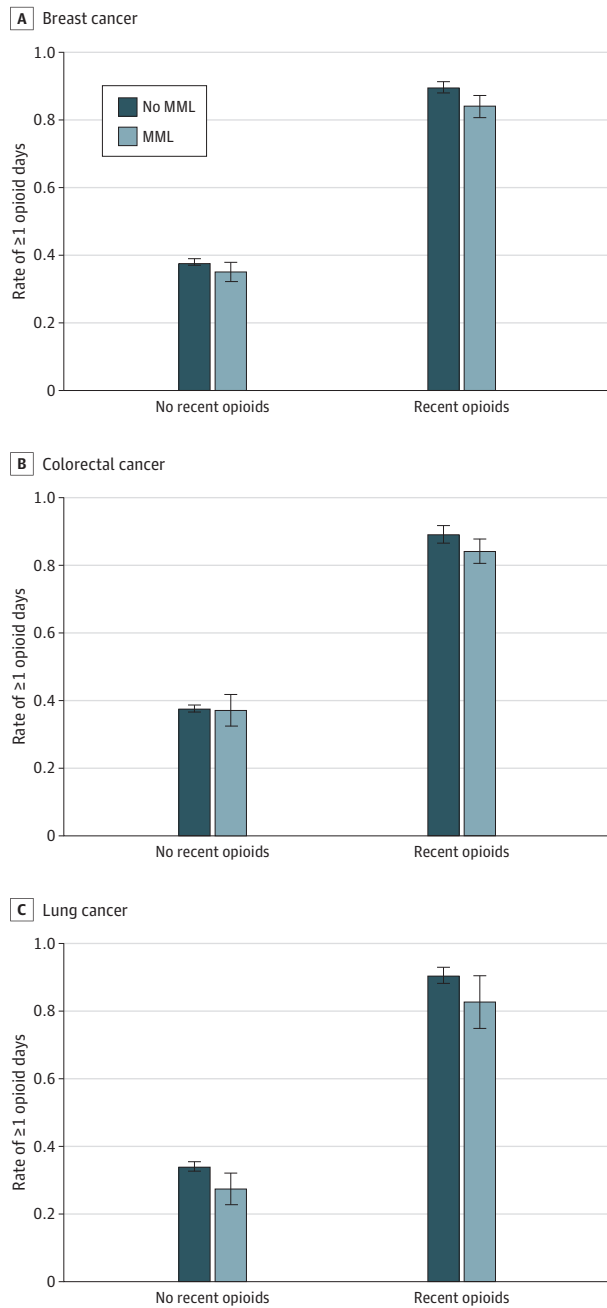 A Breast cancer
1.0
0.8
0.6
0.4
0.2
0
Rate of ≥1 opioid days
No MML
MML
No recent opioids
Recent opioids
B Colorectal cancer
1.0
0.8
0.6
0.4
0.2
0
Rate of ≥1 opioid days
No recent opioids
Recent opioids
C Lung cancer
1.0
0.8
0.6
0.4
0.2
0
Rate of ≥1 opioid days
No recent opioids
Recent opioids